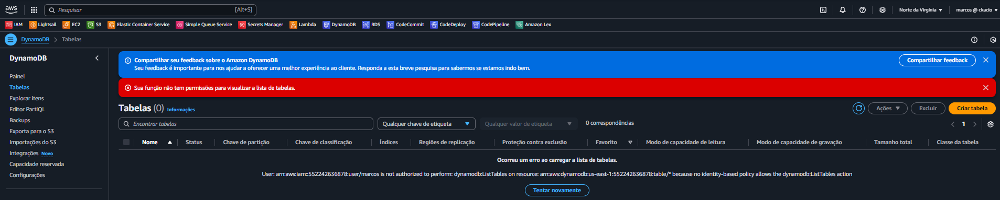 aws
Pesquisar
[Alt+S]
Norte da Virgínia
marcos @ ckacio
IAM
Lightsail
EC2
S3
Elastic Container Service
Simple Queue Service
Secrets Manager
Lambda
DynamoDB
RDS
CodeCommit
CodeDeploy
CodePipeline
Amazon Lex
DynamoDB
Tabelas
DynamoDB
Painel
Tabelas
Explorar itens
Editor PartiQL
Backups
Exporta para o S3
Importações do S3
Integrações Novo
Capacidade reservada
Configurações
Compartilhar seu feedback sobre o Amazon DynamoDB
Seu feedback é importante para nos ajudar a oferecer uma melhor experiência ao cliente. Responda a esta breve pesquisa para sabermos se estamos indo bem.
Compartilhar feedback
Sua função não tem permissões para visualizar a lista de tabelas.
Tabelas (0) Informações
Ações
Excluir
Criar tabela
Encontrar tabelas
Qualquer chave de etiqueta
Qualquer valor de etiqueta
0 correspondências
1
Nome
Status
Chave de partição
Chave de classificação
Índices
Regiões de replicação
Proteção contra exclusão
Favorito
Modo de capacidade de leitura
Modo de capacidade de gravação
Tamanho total
Classe da tabela
Ocorreu um erro ao carregar a lista de tabelas.
User: arn:aws:iam::552242636878:user/marcos is not authorized to perform: dynamodb:ListTables on resource: arn:aws:dynamodb:us-east-1:552242636878:table/* because no identity-based policy allows the dynamodb:ListTables action
Tentar novamente